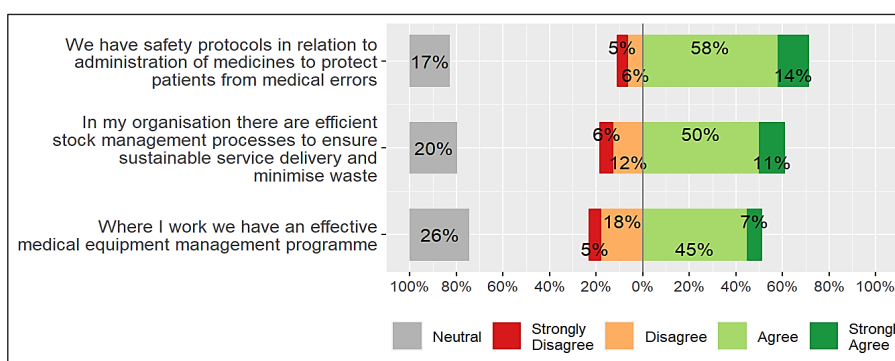 We have safety protocols in relation to
administration of medicines to protect
patients from medical errors
17%
5%
6%
58%
14%
In my organisation there are efficient
stock management processes to ensure
sustainable service delivery and
minimise waste
20%
6%
12%
50%
11%
Where I work we have an effective
medical equipment management programme
26%
5%
18%
45%
7%
100% 80% 60% 40% 20% 0% 20% 40% 60% 80% 100%
Neutral
Strongly
Disagree
Disagree
Agree
Strongl
Agree